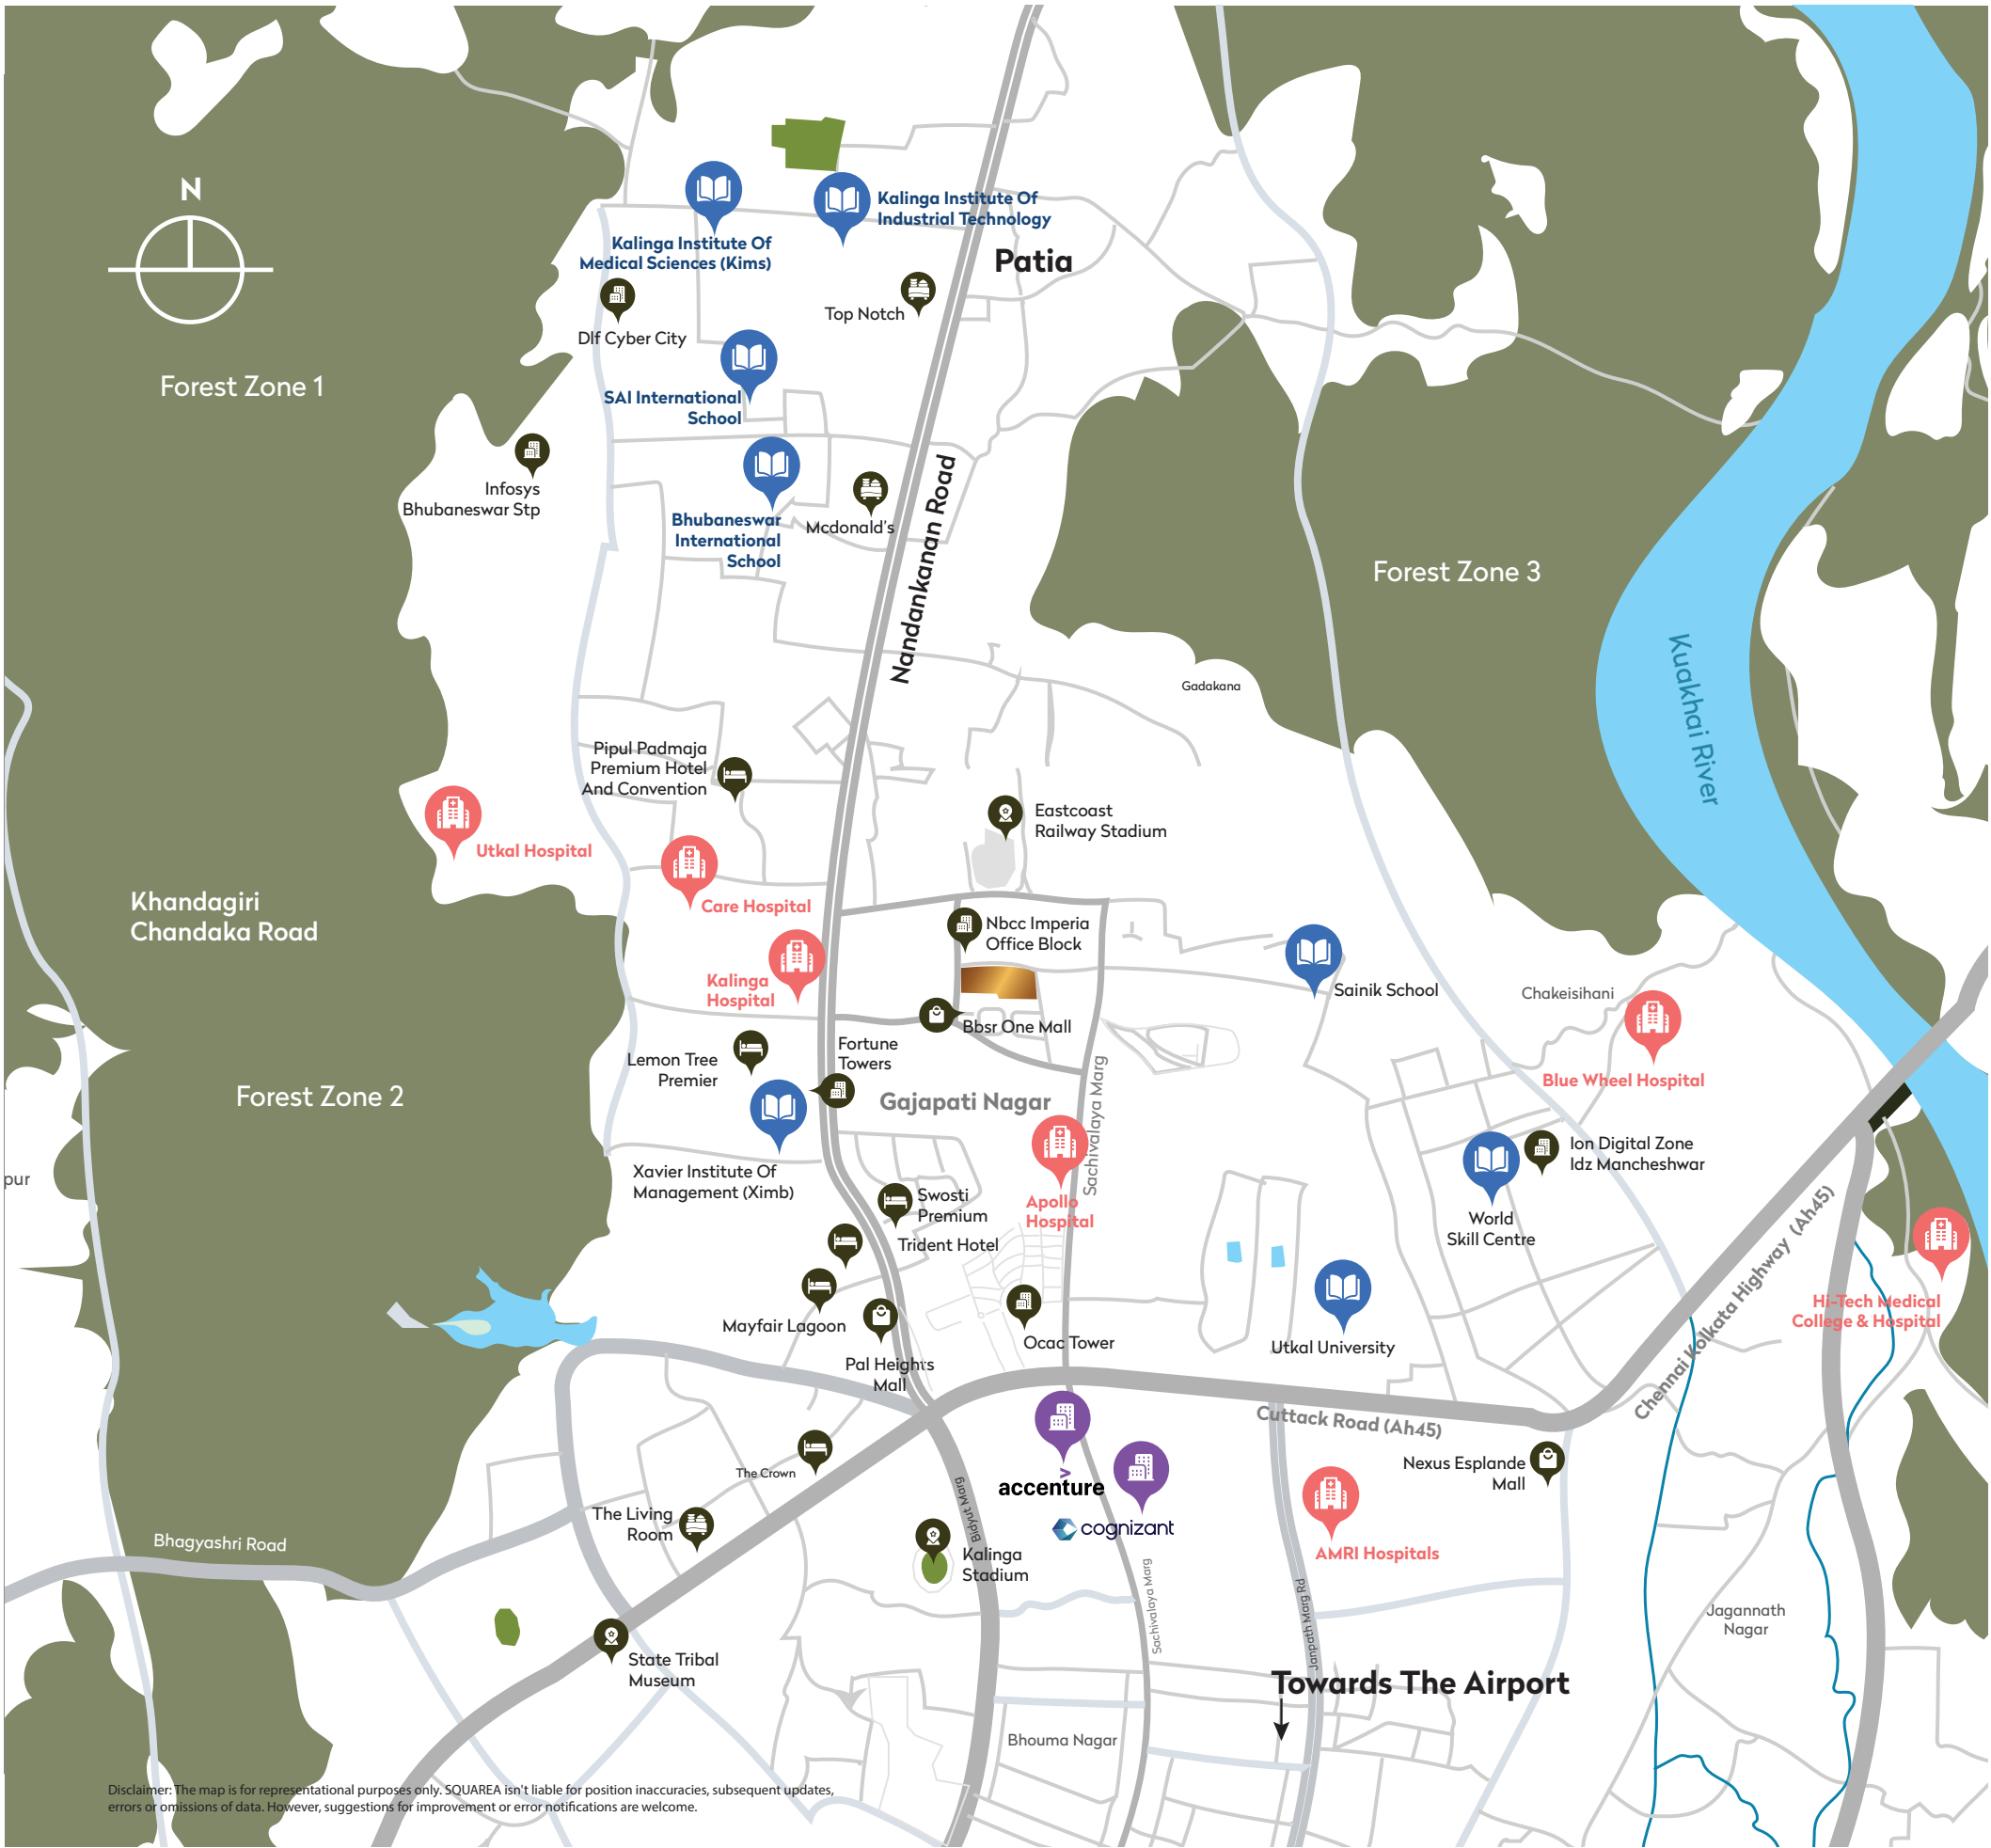 N
Kalinga Institute Of
Industrial Technology
Kalinga Institute Of
Medical Sciences (Kims)
Patia
Top Notch
Dlf Cyber City
Forest Zone 1
SAI International
School
Infosys
Bhubaneswar Stp
Bhubaneswar
International
School
Mcdonald's
Nandankanan Road
Forest Zone 3
Kuakhai River
Gadakana
Pipul Padmaja
Premium Hotel
And Convention
Eastcoast
Railway Stadium
Utkal Hospital
Care Hospital
Khandagiri
Chandaka Road
Nbcc Imperia
Office Block
Kalinga
Hospital
Sainik School
Chakeisihani
Bbsr One Mall
Fortune
Towers
Lemon Tree
Premier
Blue Wheel Hospital
Forest Zone 2
Gajapati Nagar
Sachivalaya Marg
Ion Digital Zone
Idz Mancheshwar
pur
Xavier Institute Of
Management (Ximb)
Swosti
Premium
Apollo
Hospital
World
Skill Centre
Trident Hotel
Chennai Kolkata Highway (Ah45)
Hi-Tech Medical
College & Hospital
Mayfair Lagoon
Ocac Tower
Utkal University
Pal Heights
Mall
Cuttack Road (Ah45)
The Crown
>
accenture
Nexus Esplande
Mall
Bidyut Marg
The Living
Room
cognizant
Bhagyashri Road
Kalinga
Stadium
AMRI Hospitals
Sachivalaya Marg
Janpath Marg Rd
Jagannath
Nagar
State Tribal
Museum
Towards The Airport
Bhouma Nagar
Disclaimer: The map is for representational purposes only. SQUAREA isn't liable for position inaccuracies, subsequent updates,
errors or omissions of data. However, suggestions for improvement or error notifications are welcome.